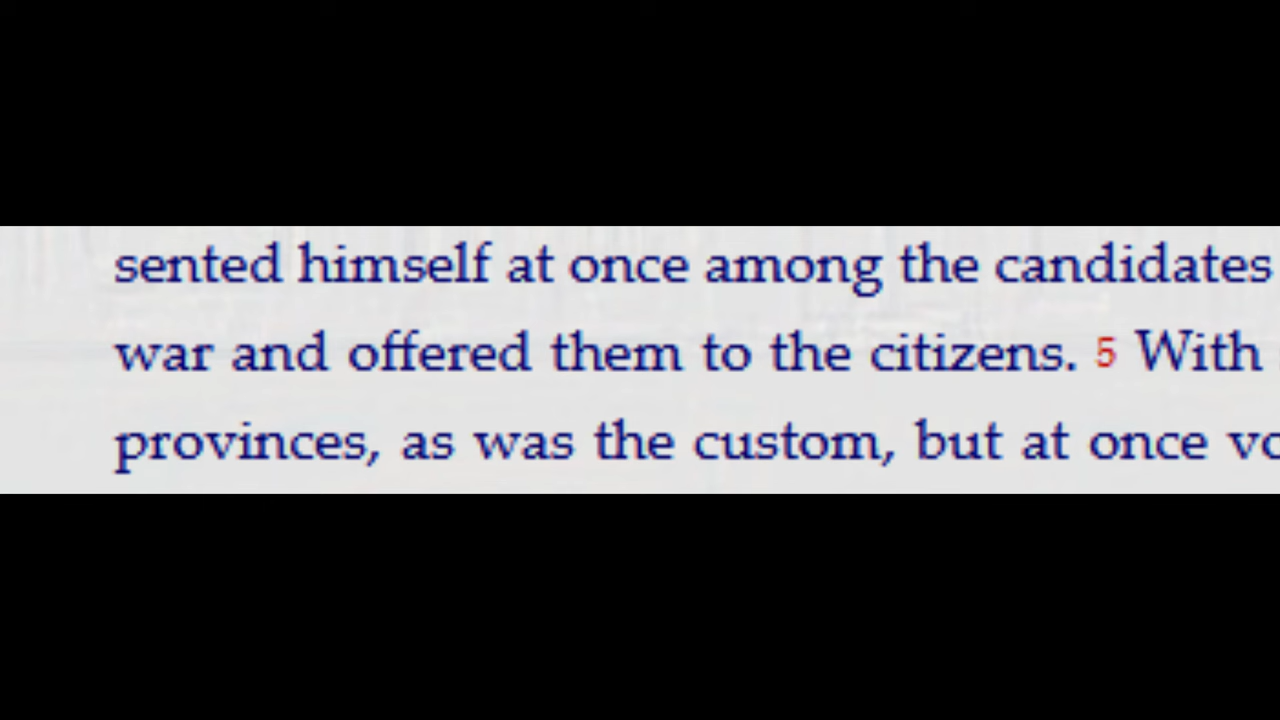 sented himself at once among the candidates
war and offered them to the citizens. 5 With
provinces, as was the custom, but at once